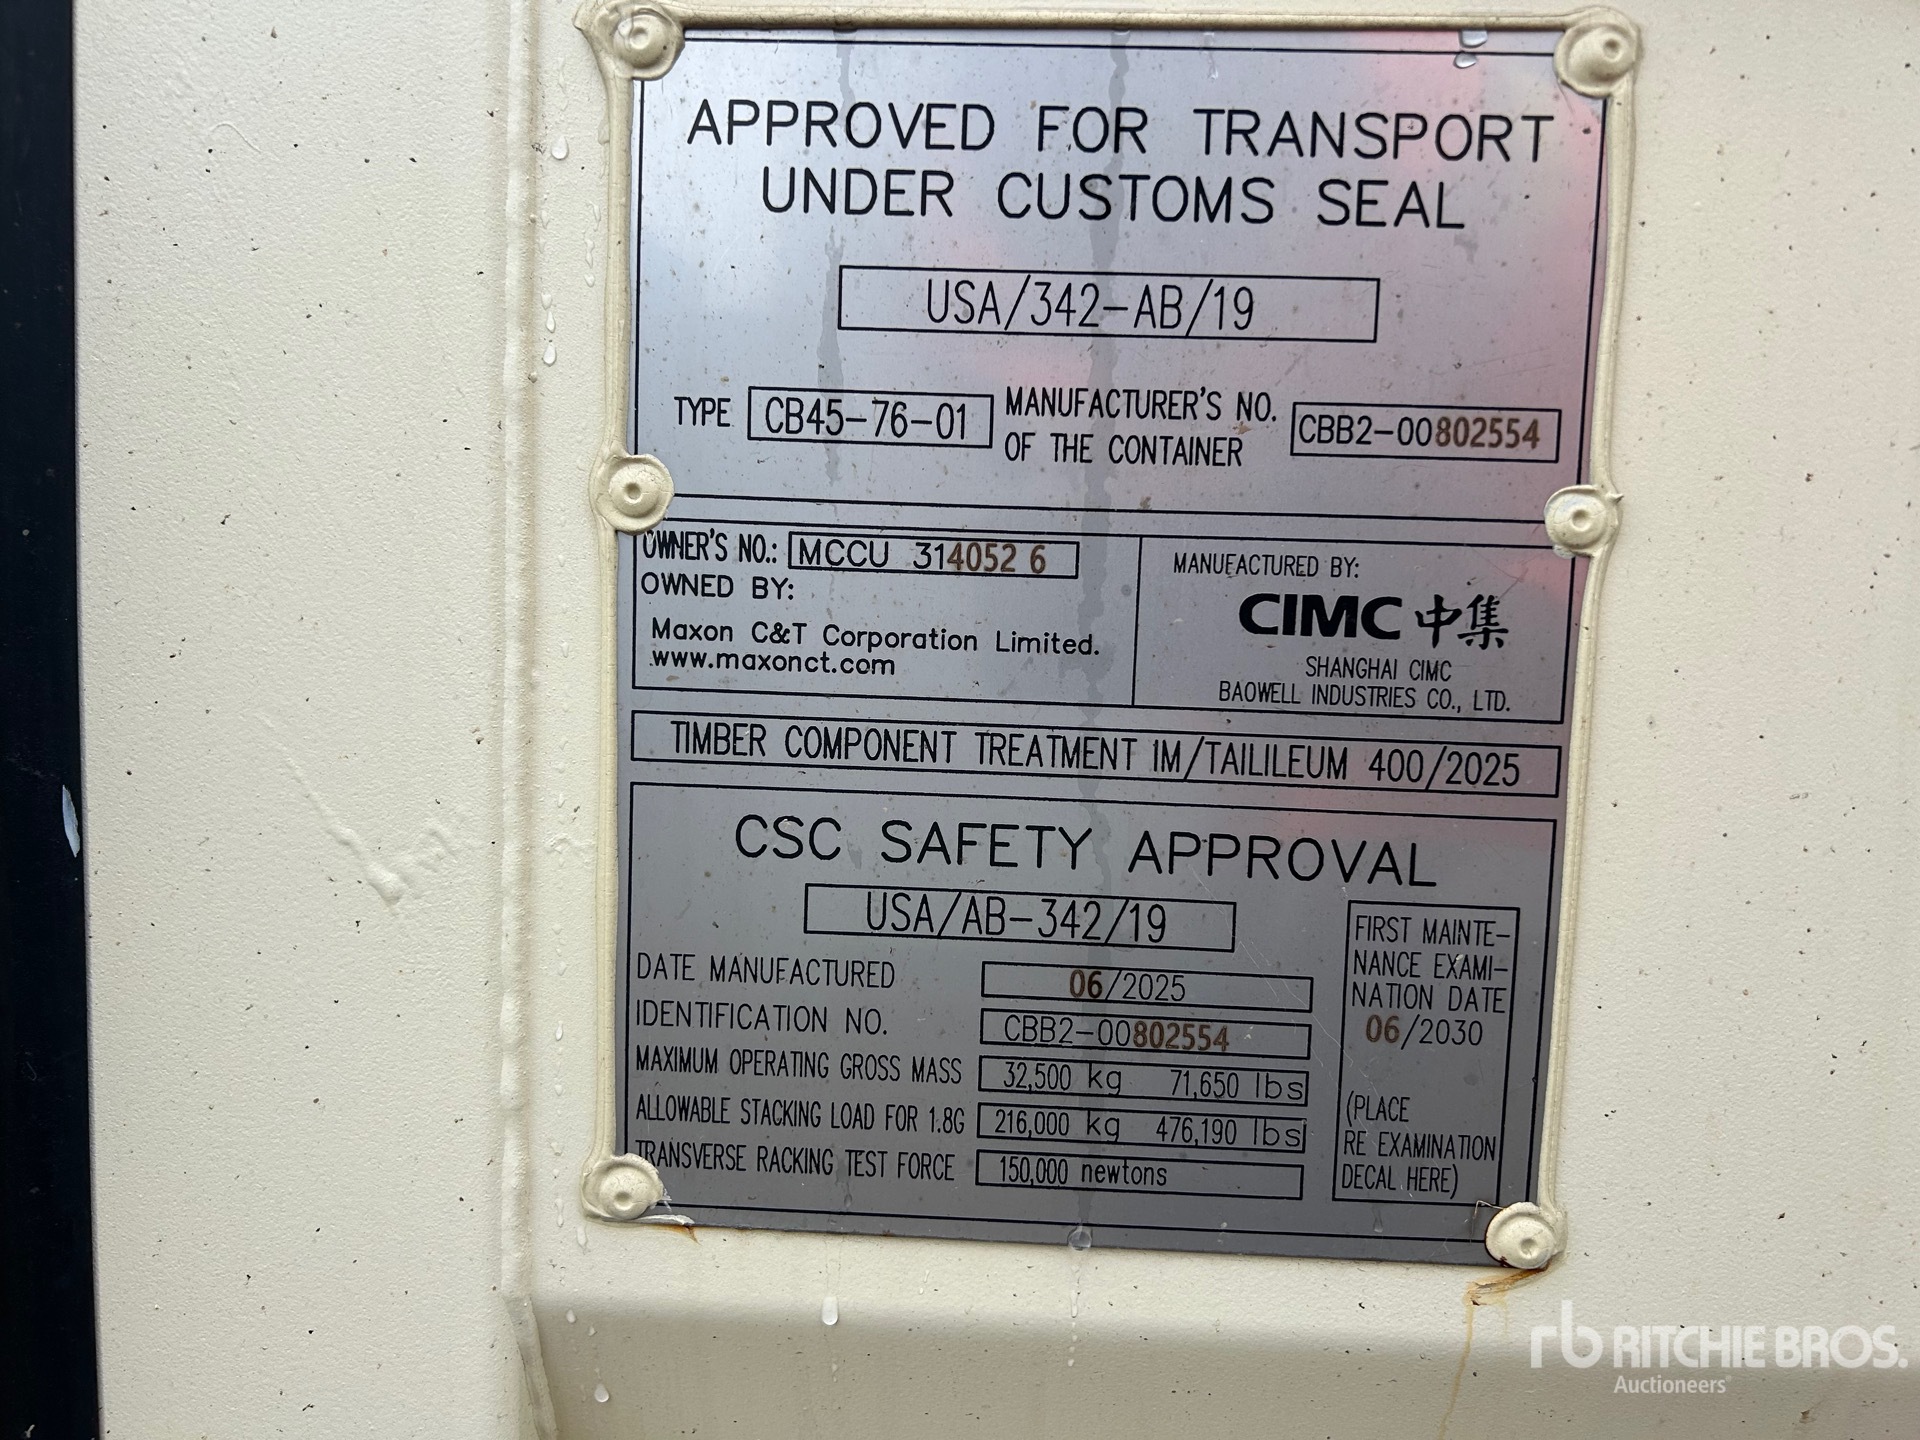 APPROVED FOR TRANSPORT
UNDER CUSTOMS SEAL
USA/342-AB/19
TYPE CB45-76-01 MANUFACTURER'S NO. OF THE CONTAINER CBB2-00802554
OWNER'S NO.: MCCU 314052 6
OWNED BY:
Maxon C&T Corporation Limited.
www.maxonct.com
MANUFACTURED BY:
CIMC 中集
SHANGHAI CIMC
BAOWELL INDUSTRIES CO., LTD.
TIMBER COMPONENT TREATMENT IM/TAILILEUM 400/2025
CSC SAFETY APPROVAL
USA/AB-342/19
DATE MANUFACTURED 06/2025
IDENTIFICATION NO. CBB2-00802554
MAXIMUM OPERATING GROSS MASS 32,500 kg 71,650 lbs
ALLOWABLE STACKING LOAD FOR 1.8G 216,000 kg 476,190 lbs
TRANSVERSE RACKING TEST FORCE 150,000 newtons
FIRST MAINTE-
NANCE EXAMI-
NATION DATE
06/2030
(PLACE
RE EXAMINATION
DECAL HERE)
rb RITCHIE BROS.
Auctioneers